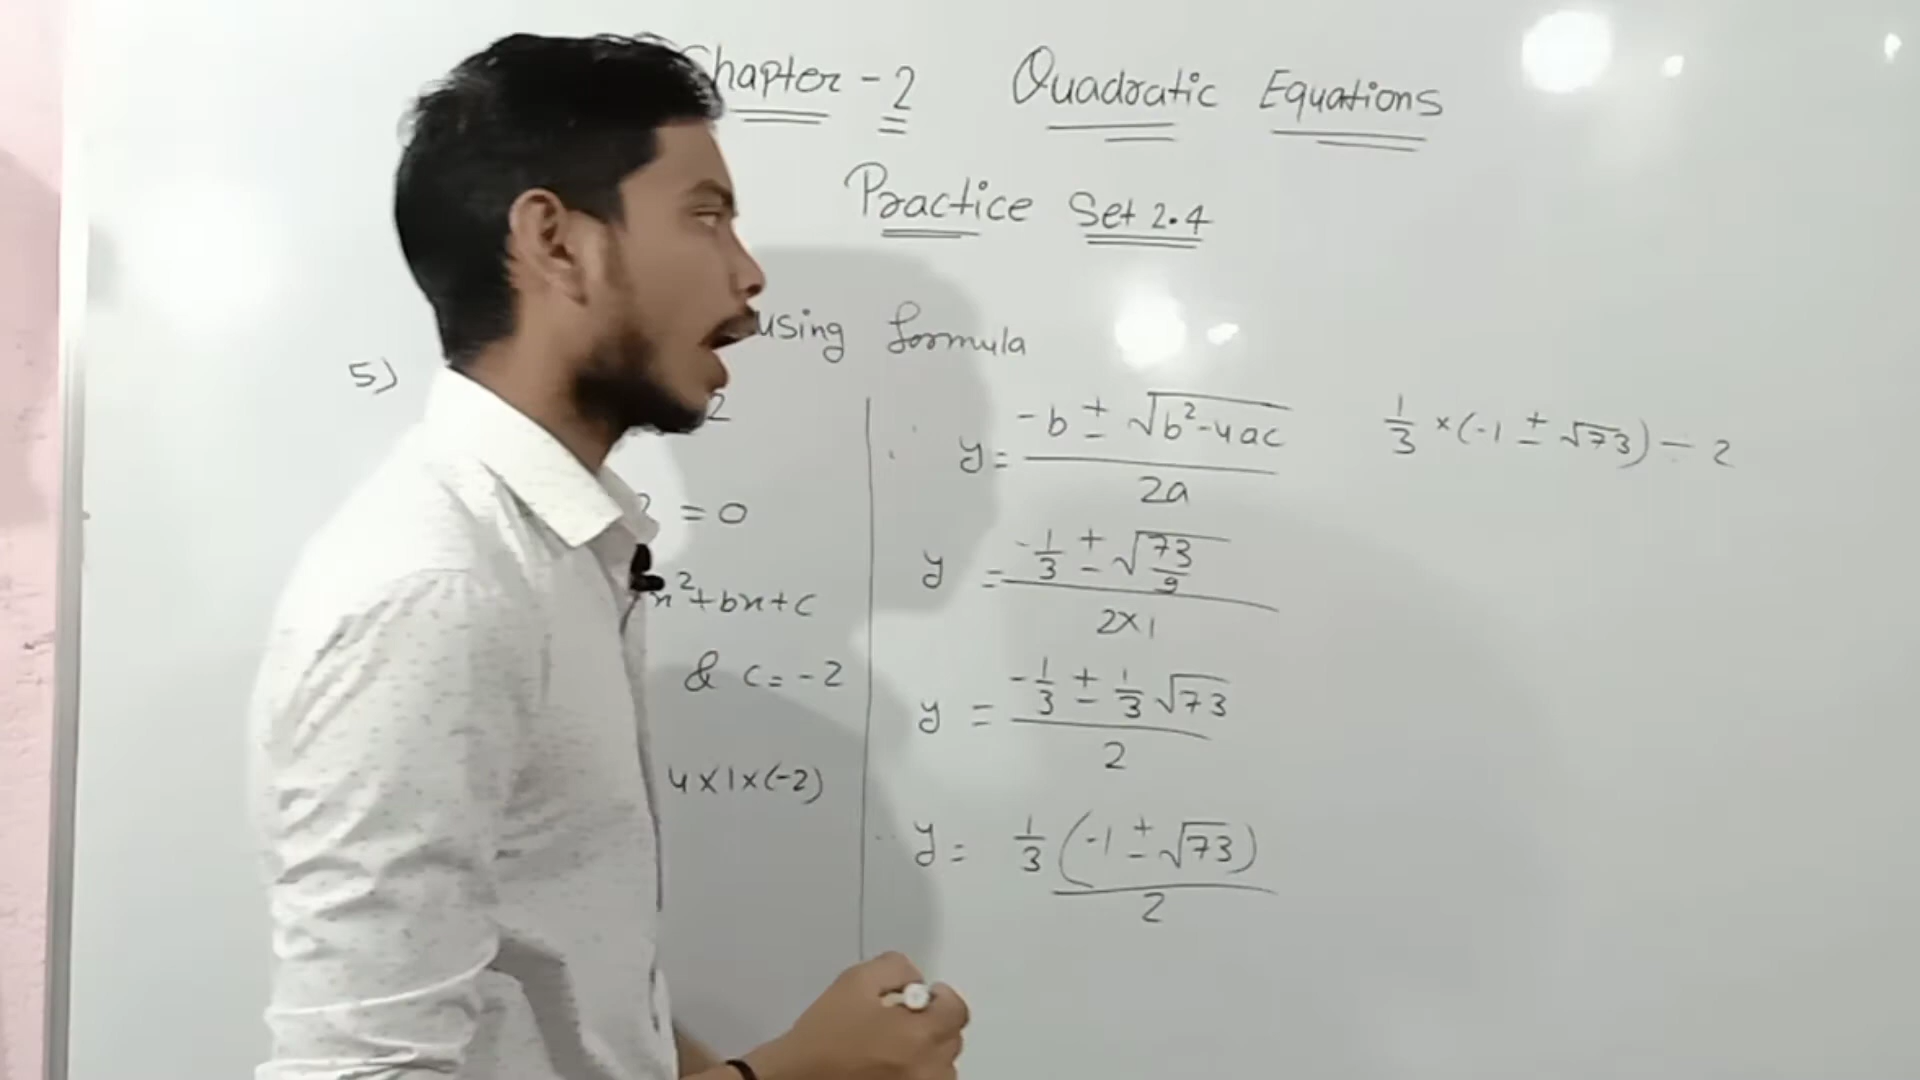 Chapter - 2 Quadratic Equations
Practice Set 2.4
using formula
5)
2
= 0
x²+bx+c
& c = -2
4×1×(-2)
y = (-b ± √(b²-4ac))/2a
y = (-1/3 ± √(73/9))/(2×1)
y = (-1/3 ± 1/3 √73)/2
y = 1/3 (-1 ± √73)/2
1/3 × (-1 ± √73) ÷ 2